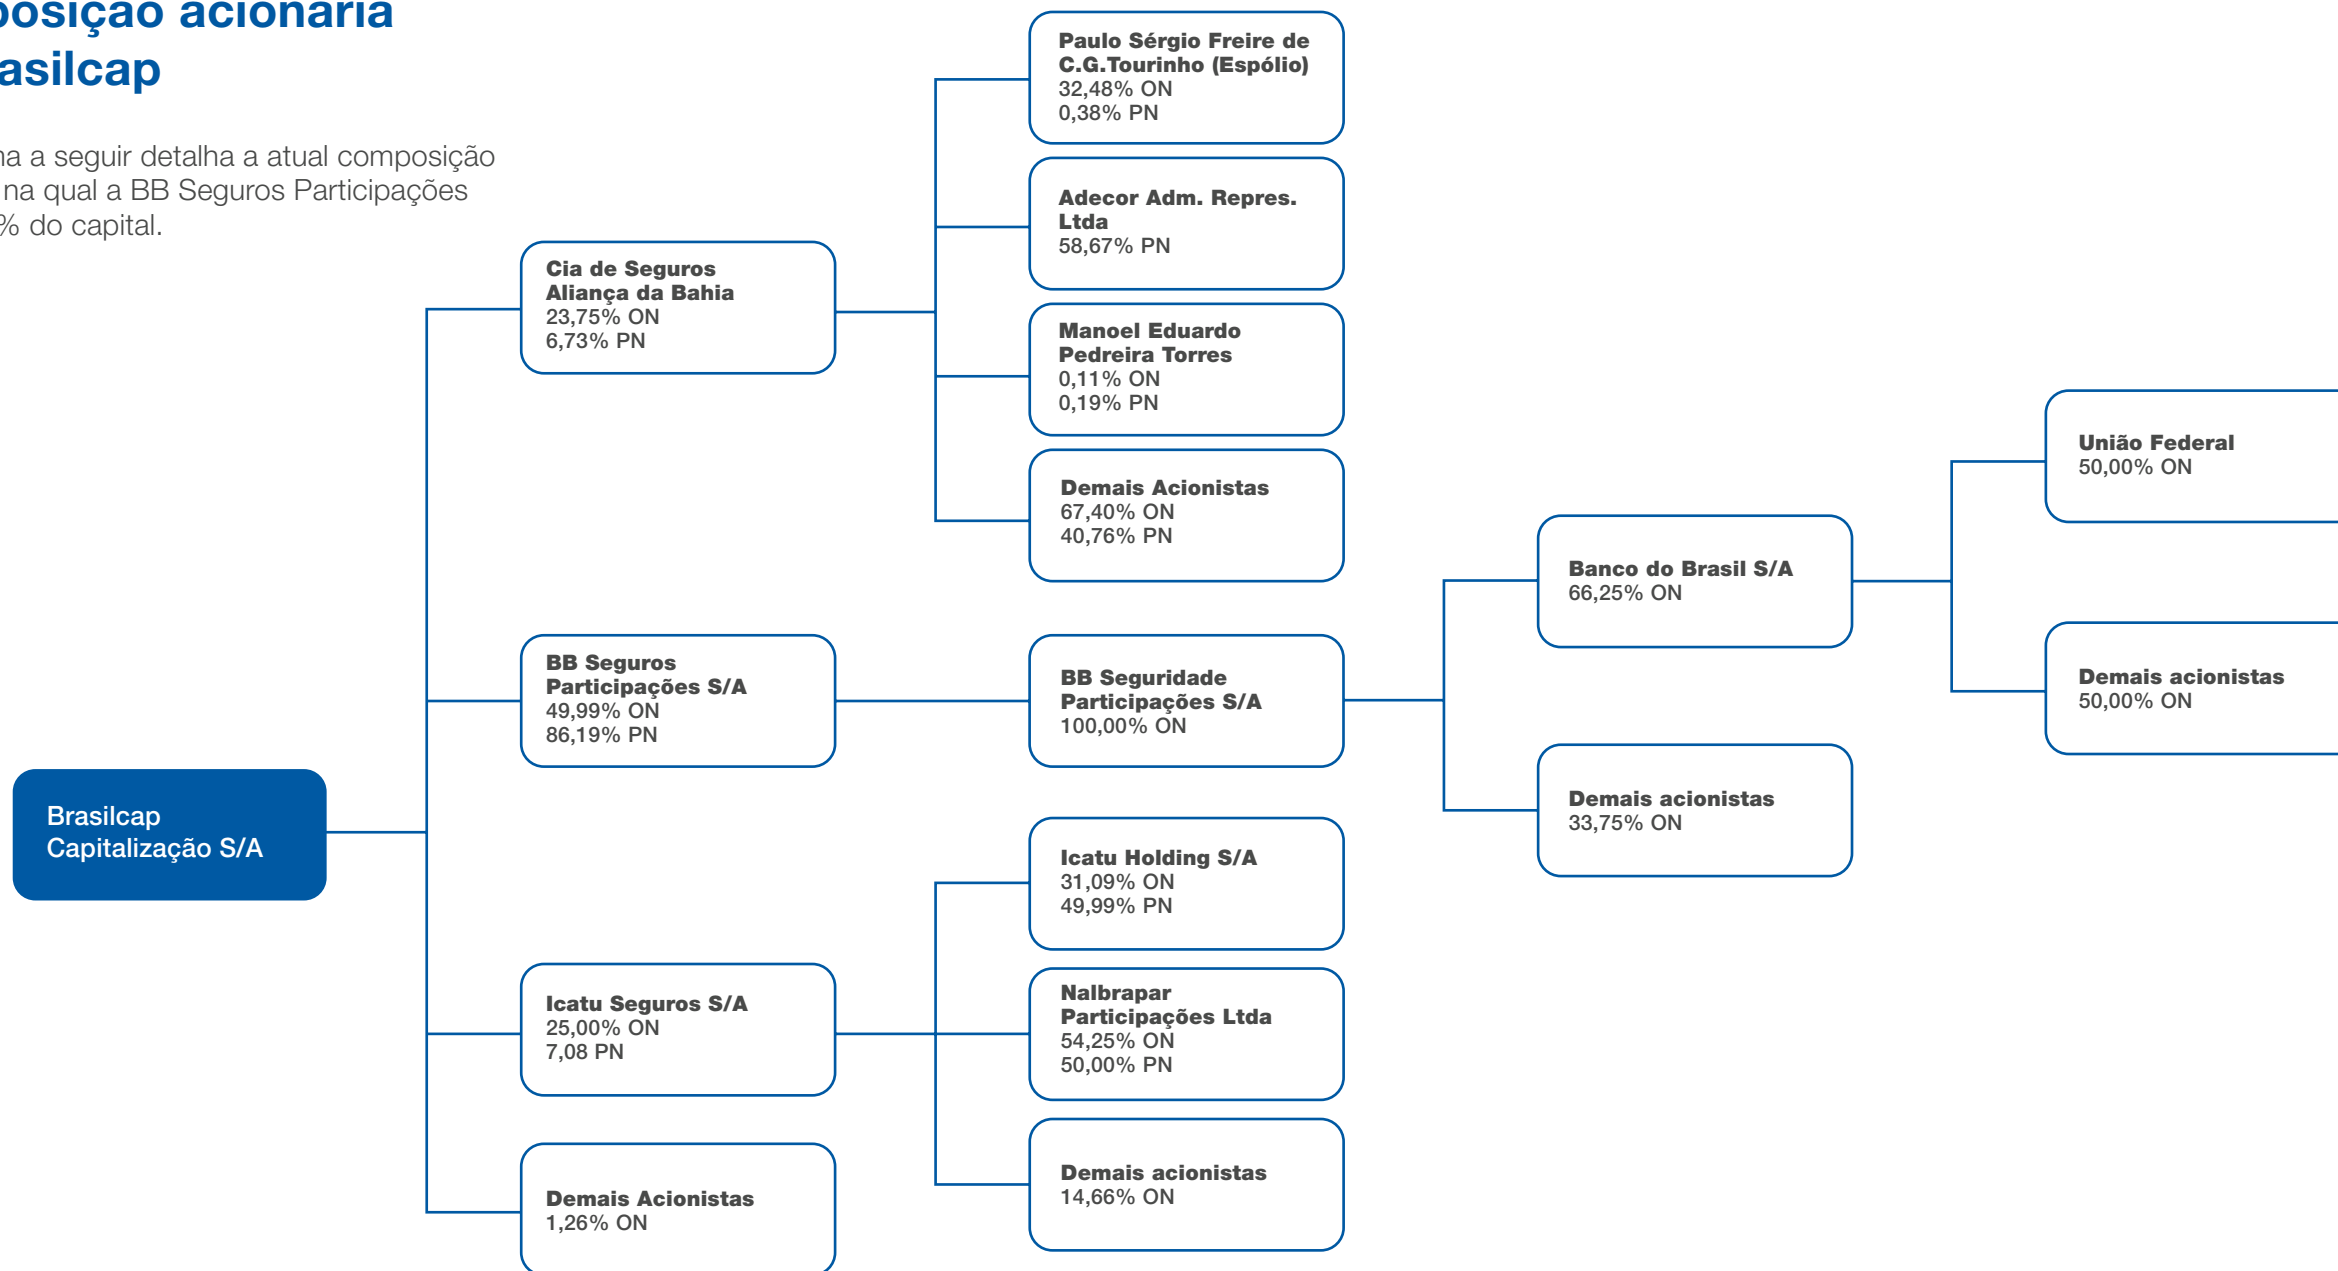 posição acionária
asilcap
na a seguir detalha a atual composição
na qual a BB Seguros Participações
% do capital.
Brasilcap
Capitalização S/A
Cia de Seguros
Aliança da Bahia
23,75% ON
6,73% PN
BB Seguros
Participações S/A
49,99% ON
86,19% PN
Icatu Seguros S/A
25,00% ON
7,08 PN
Demais Acionistas
1,26% ON
Paulo Sérgio Freire de
C.G.Tourinho (Espólio)
32,48% ON
0,38% PN
Adecor Adm. Repres.
Ltda
58,67% PN
Manoel Eduardo
Pedreira Torres
0,11% ON
0,19% PN
Demais Acionistas
67,40% ON
40,76% PN
BB Seguridade
Participações S/A
100,00% ON
Icatu Holding S/A
31,09% ON
49,99% PN
Nalbrapar
Participações Ltda
54,25% ON
50,00% PN
Demais acionistas
14,66% ON
Banco do Brasil S/A
66,25% ON
Demais acionistas
33,75% ON
União Federal
50,00% ON
Demais acionistas
50,00% ON